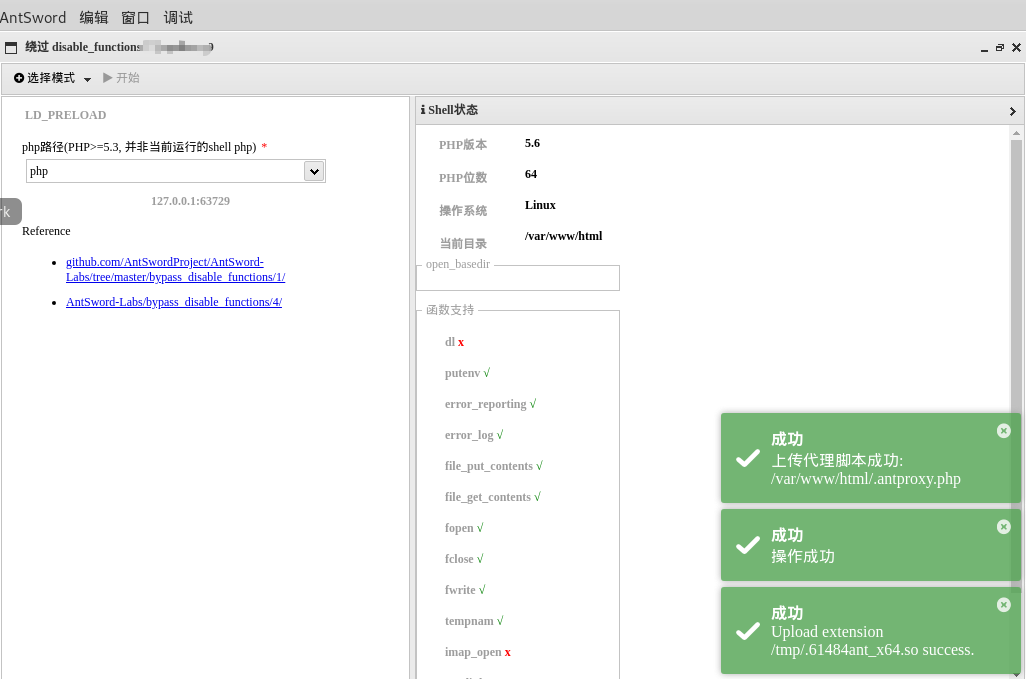 AntSword 编辑 窗口 调试
绕过 disable_functions
选择模式 开始
LD_PRELOAD
php路径(PHP>=5.3, 并非当前运行的shell php) *
php
127.0.0.1:63729
rk
Reference
github.com/AntSwordProject/AntSword-
Labs/tree/master/bypass_disable_functions/1/
AntSword-Labs/bypass_disable_functions/4/
Shell状态
PHP版本 5.6
PHP位数 64
操作系统 Linux
当前目录 /var/www/html
open_basedir
函数支持
dl x
putenv √
error_reporting √
error_log √
file_put_contents √
file_get_contents √
fopen √
fclose √
fwrite √
tempnam √
imap_open x
成功
上传代理脚本成功:
/var/www/html/.antproxy.php
成功
操作成功
成功
Upload extension
/tmp/.61484ant_x64.so success.